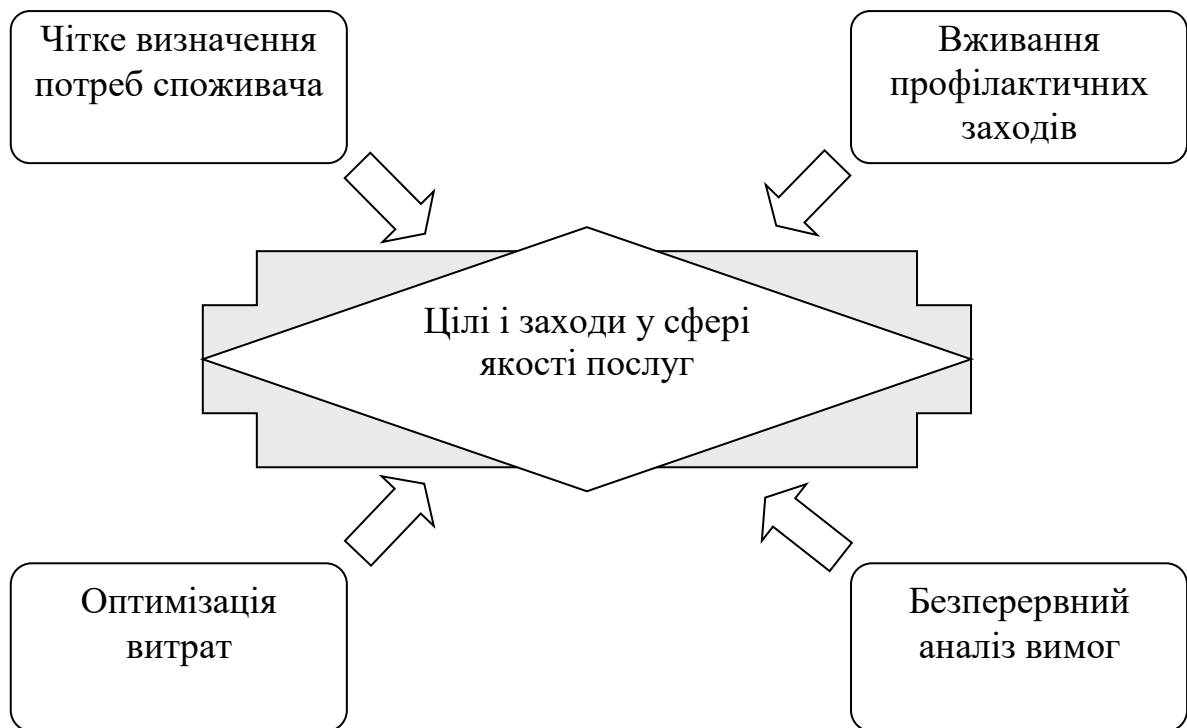 Чітке визначення
потреб споживача
Вживання
профілактичних
заходів
Цілі і заходи у сфері
якості послуг
Оптимізація
витрат
Безперервний
аналіз вимог